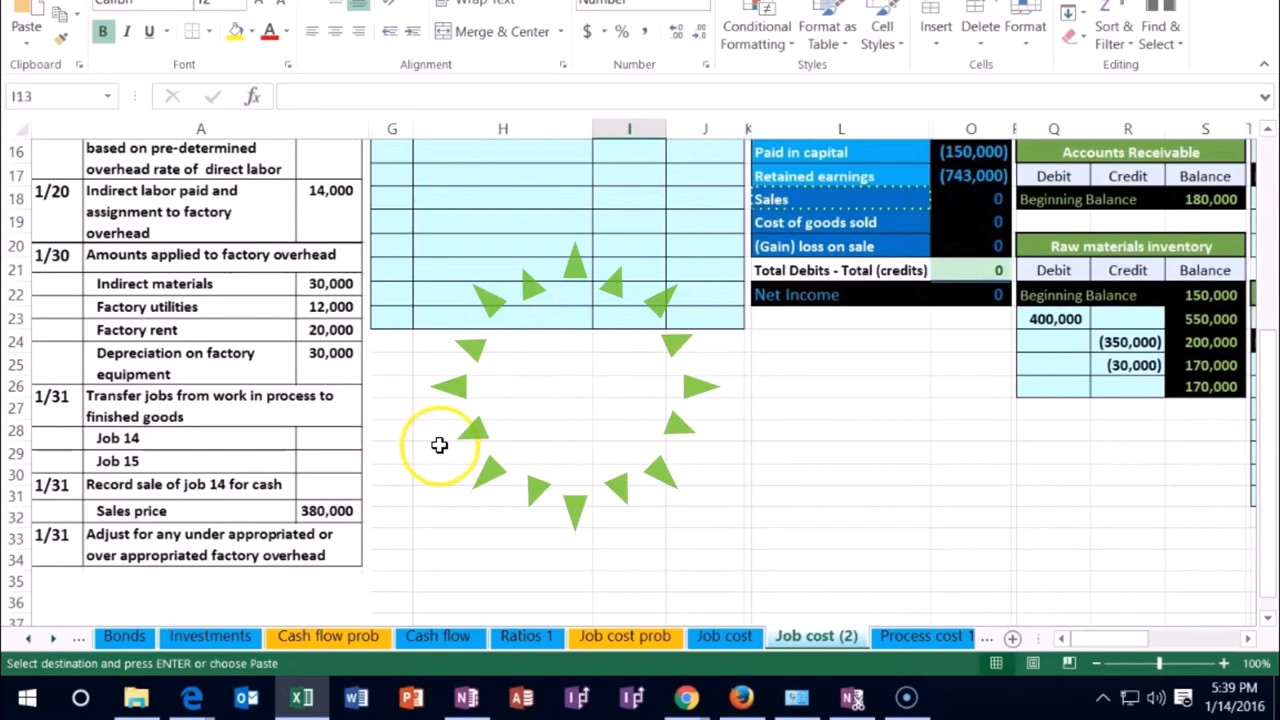 Calibri 12 Wrap Text Number
Paste
B I U Merge & Center $ % , Conditional Format as Cell Insert Delete Format Sort & Find &
Formatting Table Styles Filter Select
Clipboard Font Alignment Number Styles Cells Editing
I13 fx
A G H I J K L O Q R S
16 based on pre-determined Paid in capital (150,000) Accounts Receivable
17 overhead rate of direct labor Retained earnings (743,000) Debit Credit Balance
18 1/20 Indirect labor paid and 14,000 Sales 0 Beginning Balance 180,000
19 assignment to factory Cost of goods sold 0
20 overhead (Gain) loss on sale 0 Raw materials inventory
21 1/30 Amounts applied to factory overhead Total Debits - Total (credits) 0 Debit Credit Balance
22 Indirect materials 30,000 Net Income 0 Beginning Balance 150,000
23 Factory utilities 12,000 400,000 550,000
24 Factory rent 20,000 (350,000) 200,000
25 Depreciation on factory 30,000 (30,000) 170,000
26 equipment 170,000
27 1/31 Transfer jobs from work in process to
28 finished goods
29 Job 14
30 Job 15
31 1/31 Record sale of job 14 for cash
32 Sales price 380,000
33 1/31 Adjust for any under appropriated or
34 over appropriated factory overhead
35
36
37
... Bonds Investments Cash flow prob Cash flow Ratios 1 Job cost prob Job cost Job cost (2) Process cost 1 ...
Select destination and press ENTER or choose Paste 100%
5:39 PM
1/14/2016